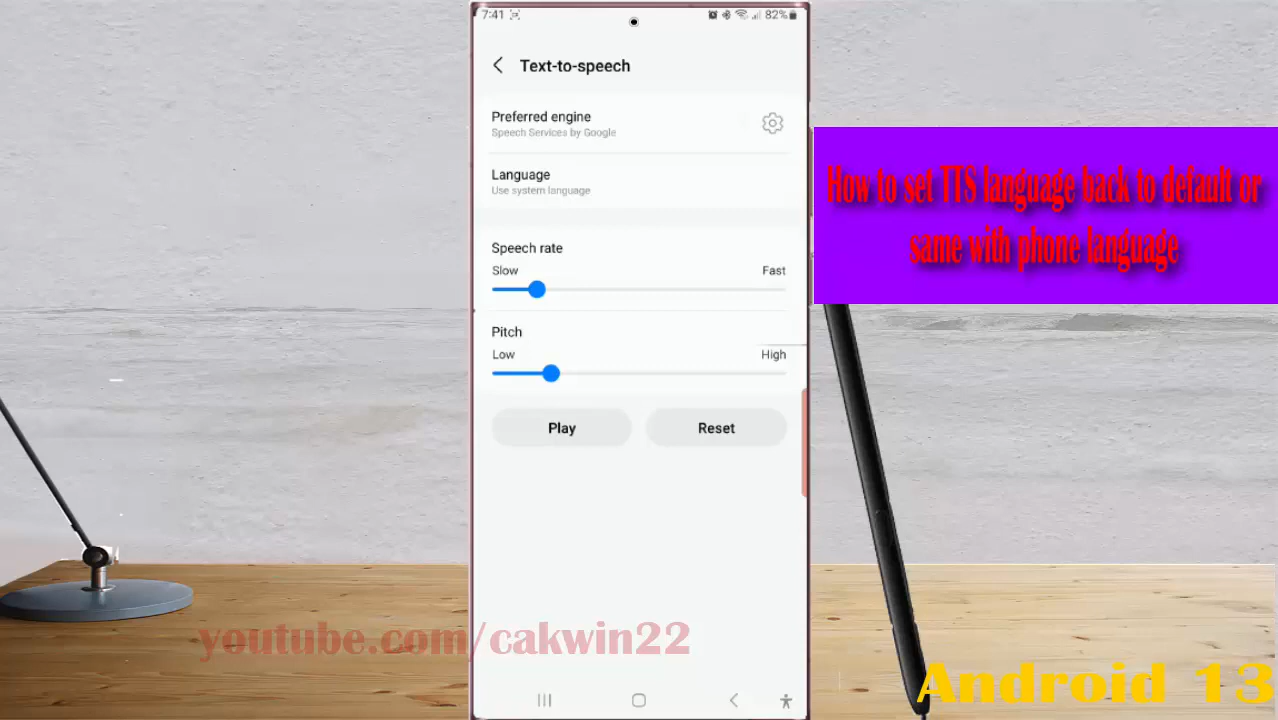 7:41
82%
Text-to-speech
Preferred engine
Speech Services by Google
Language
Use system language
Speech rate
Slow
Fast
Pitch
Low
High
Play
Reset
How to set TTS language back to default or
same with phone language
youtube.com/cakwin22
Android 13